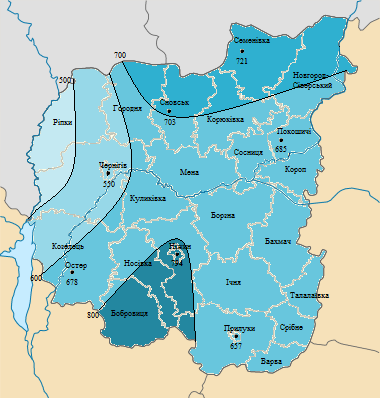 700
Семенівка
721
500
Новгород-
Сіверський
Городня
Сновськ
703
Ріпки
Корюківка
Покошичі
685
Сосниця
Чернігів
550
Мена
Короп
Куликівка
Борзна
Козелець
Бахмач
Ніжин
774
Остер
678
Носівка
600
Ічня
Талалаївка
800
Бобровиця
Прилуки
657
Срібне
Варва